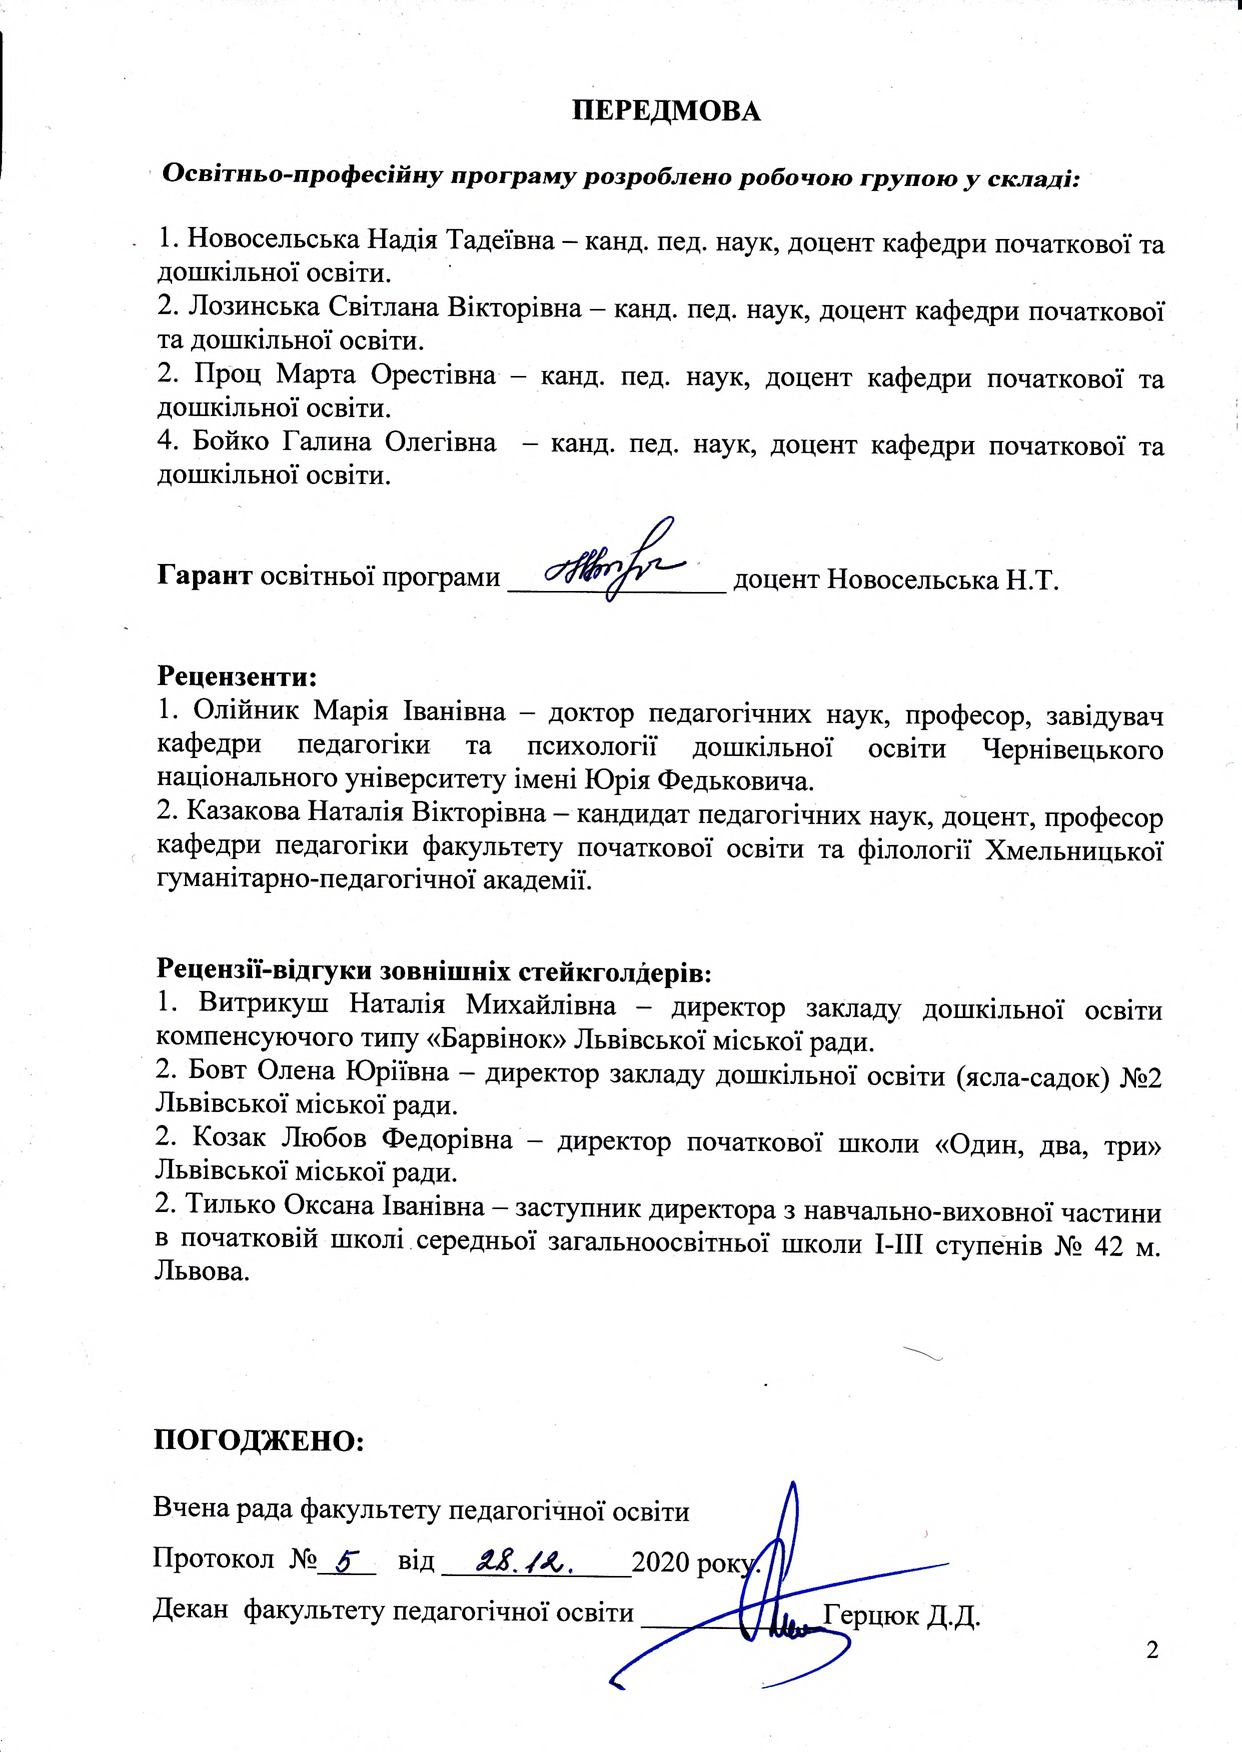 ПЕРЕДМОВА
Освітньо-професійну програму розроблено робочою групою у складі:
1. Новосельська Надія Тадеївна – канд. пед. наук, доцент кафедри початкової та
дошкільної освіти.
2. Лозинська Світлана Вікторівна – канд. пед. наук, доцент кафедри початкової
та дошкільної освіти.
2. Проц Марта Орестівна – канд. пед. наук, доцент кафедри початкової та
дошкільної освіти.
4. Бойко Галина Олегівна – канд. пед. наук, доцент кафедри початкової та
дошкільної освіти.
Гарант освітньої програми _______________ доцент Новосельська Н.Т.
Рецензенти:
1. Олійник Марія Іванівна – доктор педагогічних наук, професор, завідувач
кафедри педагогіки та психології дошкільної освіти Чернівецького
національного університету імені Юрія Федьковича.
2. Казакова Наталія Вікторівна – кандидат педагогічних наук, доцент, професор
кафедри педагогіки факультету початкової освіти та філології Хмельницької
гуманітарно-педагогічної академії.
Рецензії-відгуки зовнішніх стейкголдерів:
1. Витрикуш Наталія Михайлівна – директор закладу дошкільної освіти
компенсуючого типу «Барвінок» Львівської міської ради.
2. Бовт Олена Юріївна – директор закладу дошкільної освіти (ясла-садок) №2
Львівської міської ради.
2. Козак Любов Федорівна – директор початкової школи «Один, два, три»
Львівської міської ради.
2. Тилько Оксана Іванівна – заступник директора з навчально-виховної частини
в початковій школі середньої загальноосвітньої школи І-ІІІ ступенів № 42 м.
Львова.
ПОГОДЖЕНО:
Вчена рада факультету педагогічної освіти
Протокол № 5 від 28.12. 2020 року.
Декан факультету педагогічної освіти ____________ Герцюк Д.Д.
2